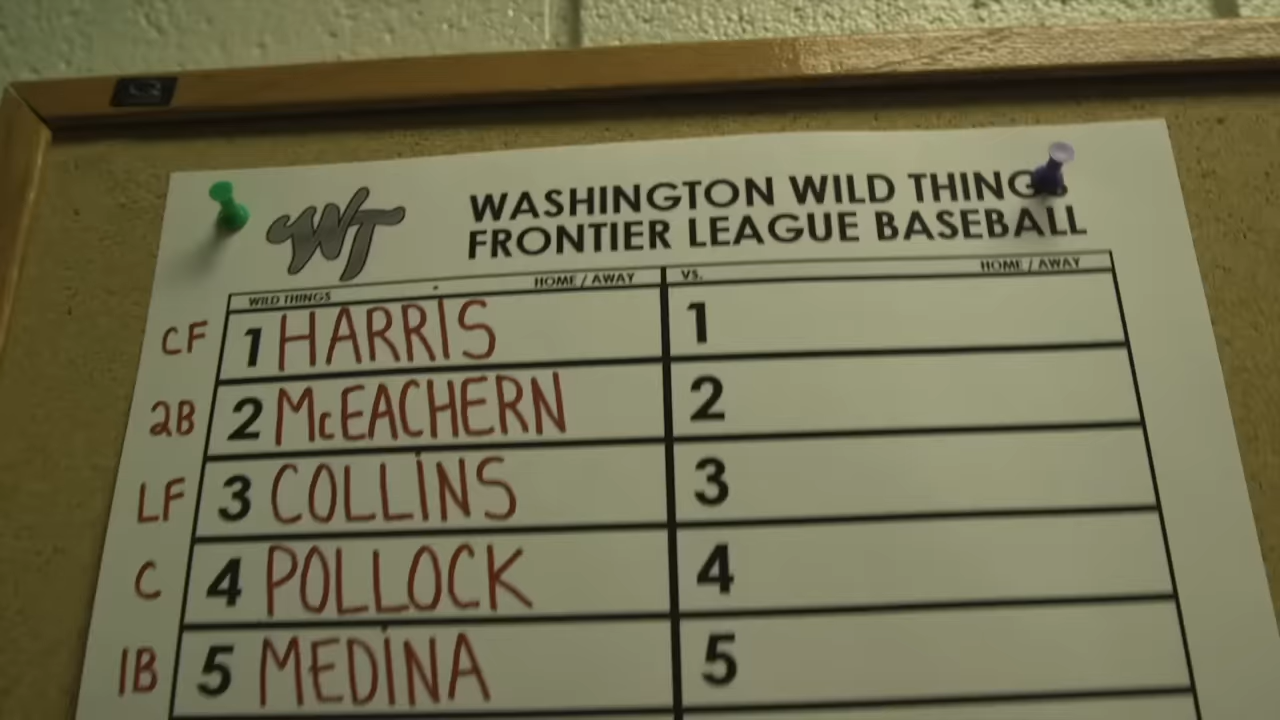 WT
WASHINGTON WILD THINGS
FRONTIER LEAGUE BASEBALL
WILD THINGS HOME / AWAY VS. HOME / AWAY
CF 1 HARRIS 1
2B 2 McEACHERN 2
LF 3 COLLINS 3
C 4 POLLOCK 4
1B 5 MEDINA 5